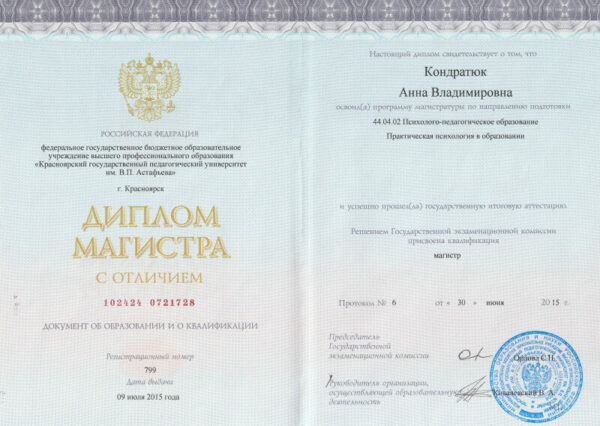 РОССИЙСКАЯ ФЕДЕРАЦИЯ
федеральное государственное бюджетное образовательное
учреждение высшего профессионального образования
«Красноярский государственный педагогический университет
им. В.П. Астафьева»
г. Красноярск
ДИПЛОМ
МАГИСТРА
С ОТЛИЧИЕМ
102424 0721728
ДОКУМЕНТ ОБ ОБРАЗОВАНИИ И О КВАЛИФИКАЦИИ
Регистрационный номер
799
Дата выдачи
09 июля 2015 года
Настоящий диплом свидетельствует о том, что
Кондратюк
Анна Владимировна
освоил(а) программу магистратуры по направлению подготовки
44.04.02 Психолого-педагогическое образование
Практическая психология в образовании
и успешно прошел(ла) государственную итоговую аттестацию.
Решением Государственной экзаменационной комиссии
присвоена квалификация
магистр
Протокол № 6 от « 30 » июня 2015 г.
Председатель
Государственной
экзаменационной комиссии
Орлова С.Н.
Руководитель организации,
осуществляющей образовательную
деятельность
Ковалевский В. А.